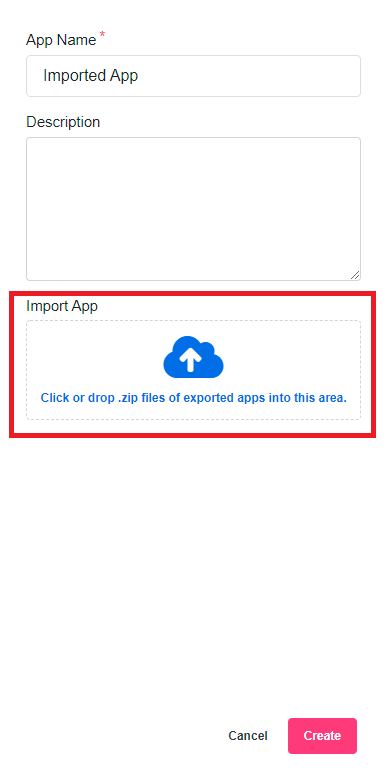 App Name *
Imported App
Description
Import App
Click or drop .zip files of exported apps into this area.
Cancel Create